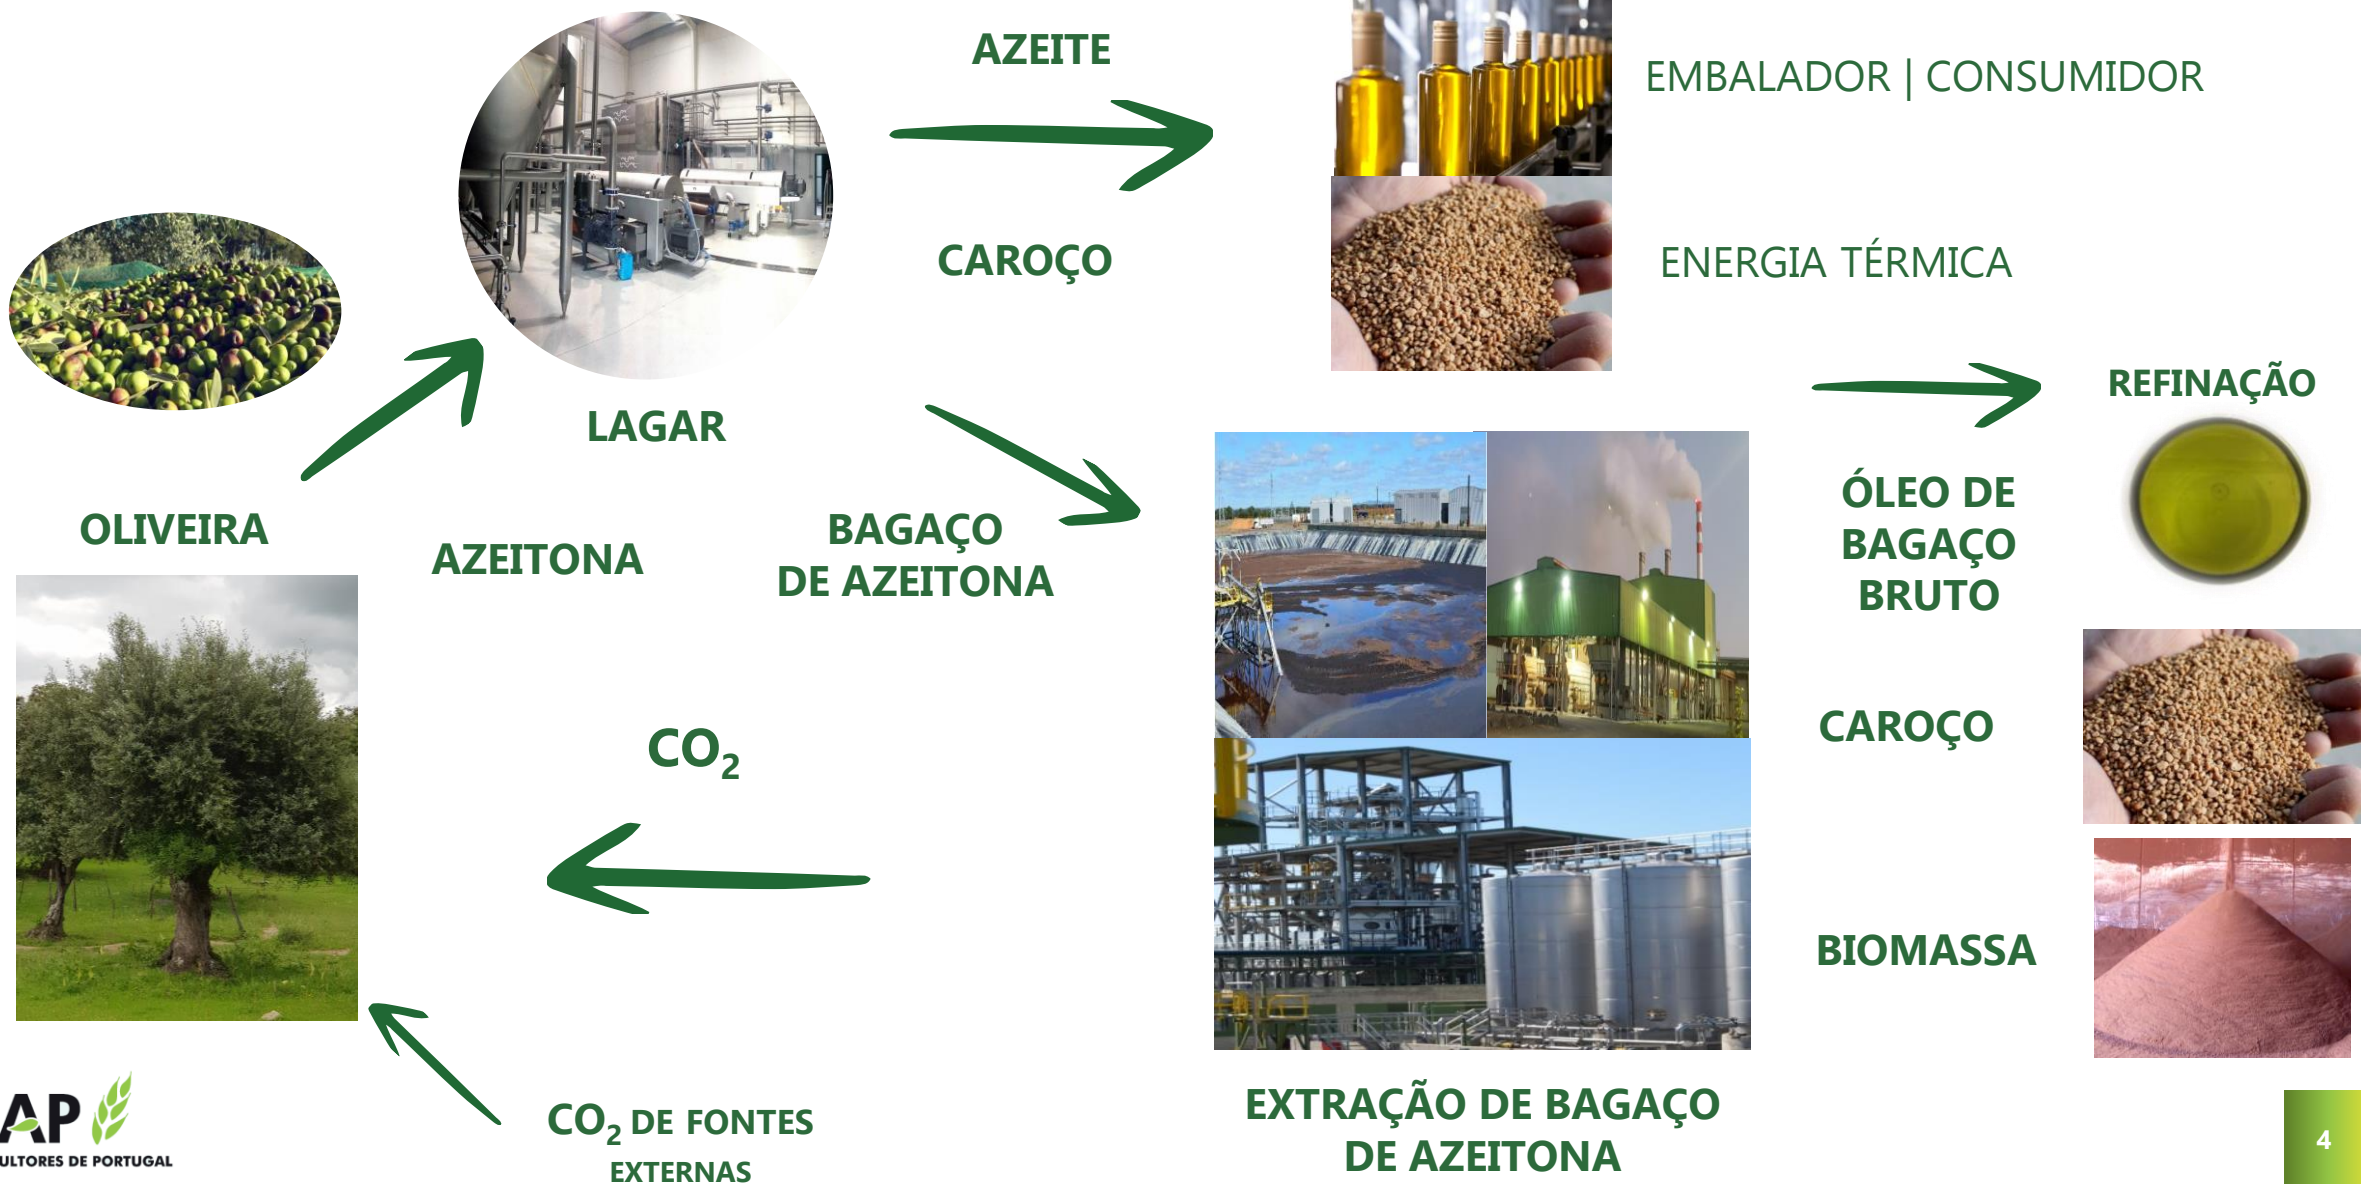 AZEITE
EMBALADOR | CONSUMIDOR
CAROÇO
ENERGIA TÉRMICA
LAGAR
REFINAÇÃO
OLIVEIRA
AZEITONA
BAGAÇO
DE AZEITONA
ÓLEO DE
BAGAÇO
BRUTO
CO₂
CAROÇO
BIOMASSA
CO₂ DE FONTES
EXTERNAS
EXTRAÇÃO DE BAGAÇO
DE AZEITONA
AP
ULTORES DE PORTUGAL
4